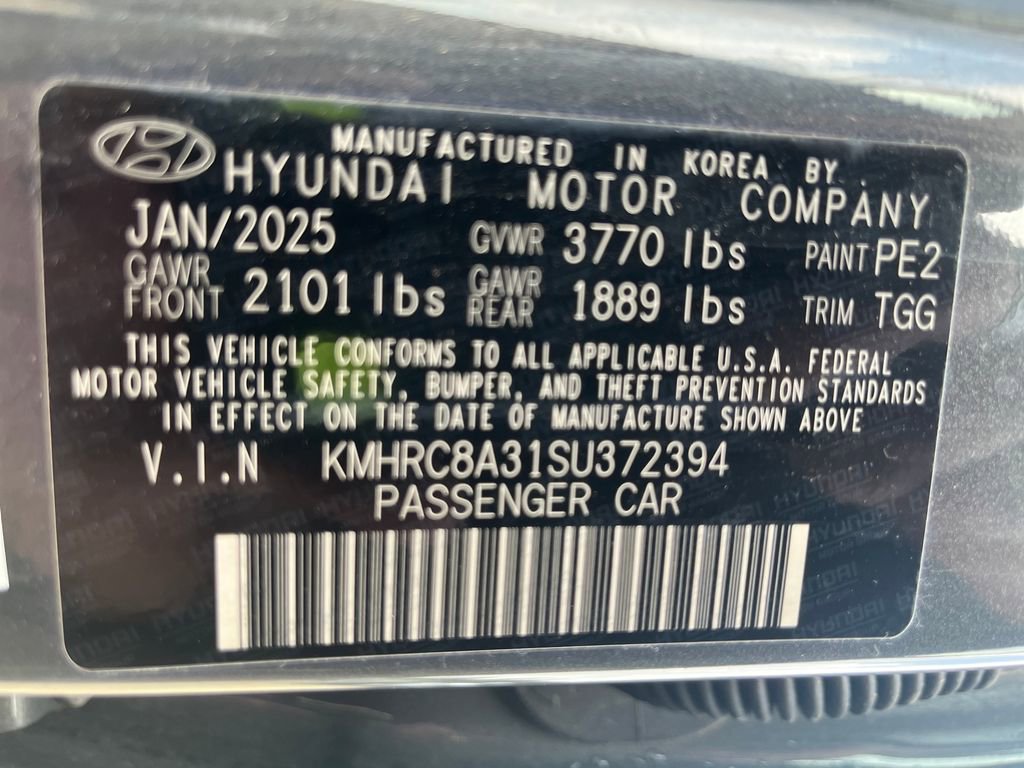 MANUFACTURED IN KOREA BY
HYUNDAI MOTOR COMPANY
JAN/2025 GVWR 3770 lbs PAINT PE2
GAWR FRONT 2101 lbs GAWR REAR 1889 lbs TRIM TGG
THIS VEHICLE CONFORMS TO ALL APPLICABLE U.S.A. FEDERAL
MOTOR VEHICLE SAFETY, BUMPER, AND THEFT PREVENTION STANDARDS
IN EFFECT ON THE DATE OF MANUFACTURE SHOWN ABOVE
V.I.N KMHRC8A31SU372394
PASSENGER CAR